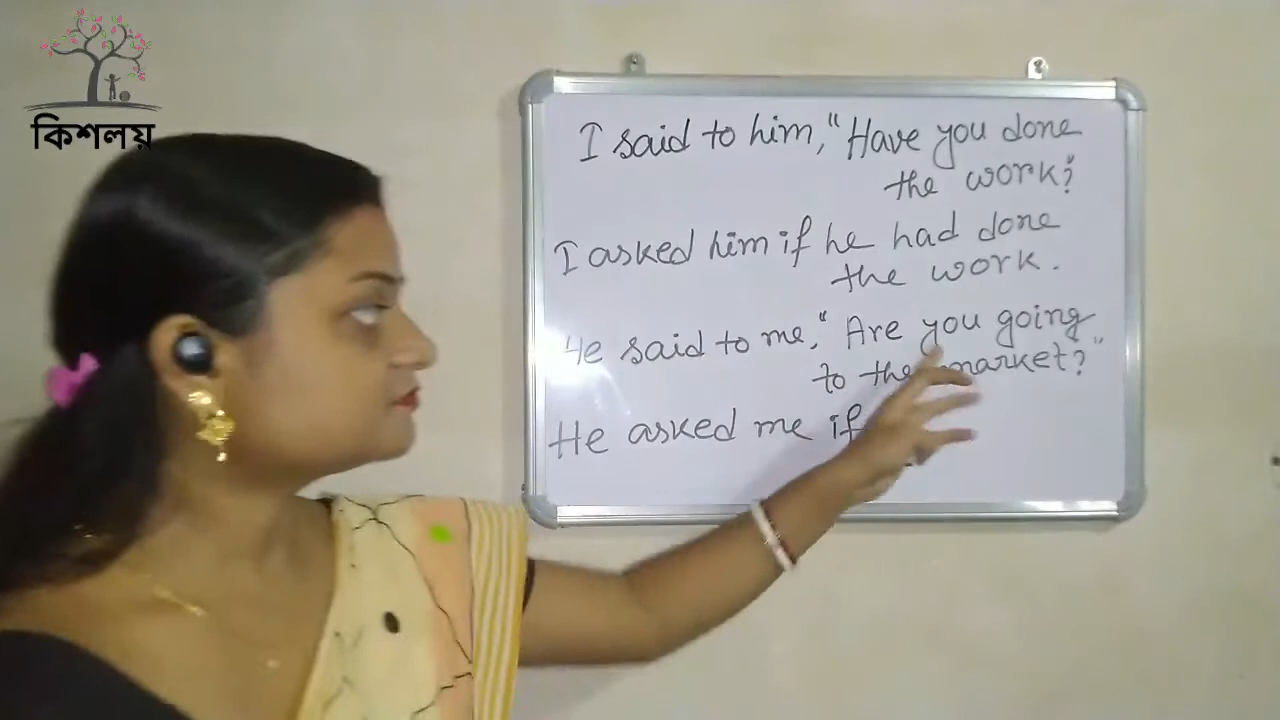 কিশলয়
I said to him, "Have you done
the work?"
I asked him if he had done
the work.
He said to me, "Are you going
to the market?"
He asked me if